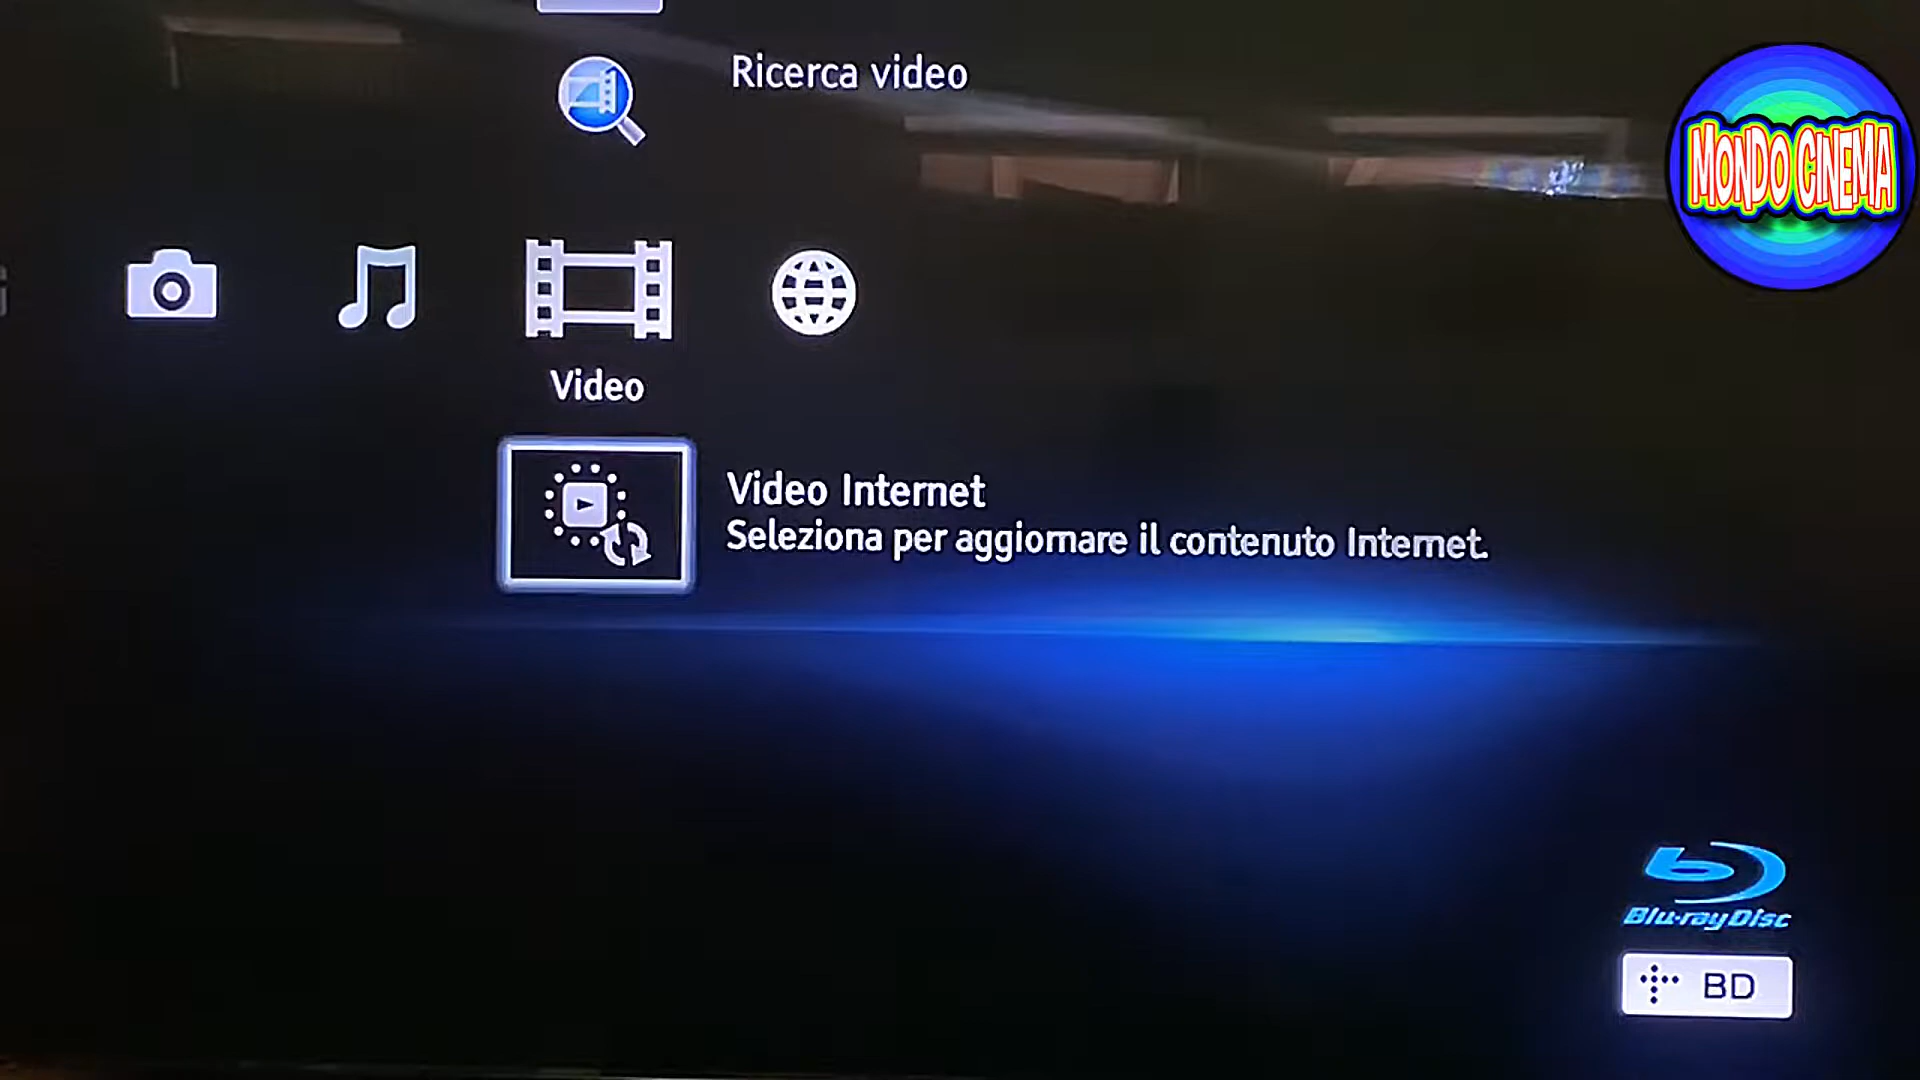 Ricerca video
MONDO CINEMA
Video
Video Internet
Seleziona per aggiornare il contenuto Internet.
Blu-ray Disc
BD